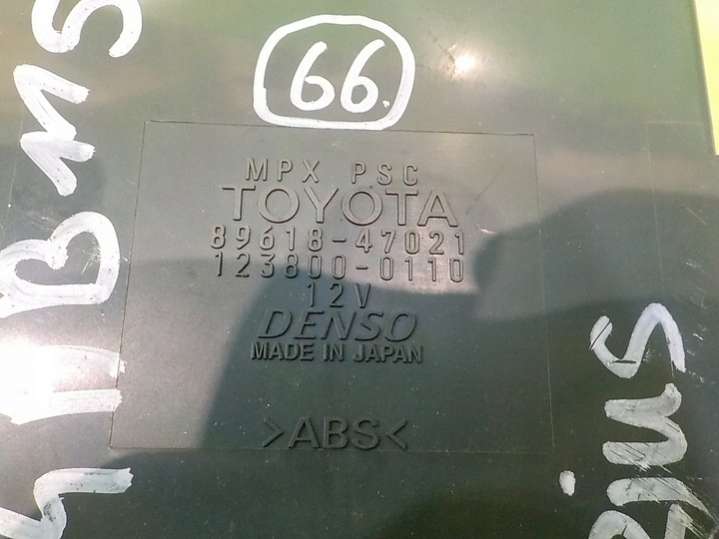 66.
MPX PSC
TOYOTA
89618-47021
123800-0110
12V
DENSO
MADE IN JAPAN
>ABS<